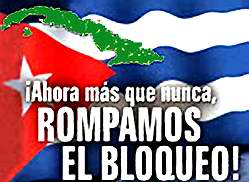 ¡Ahora más que nunca,
ROMPAMOS
EL BLOQUEO!